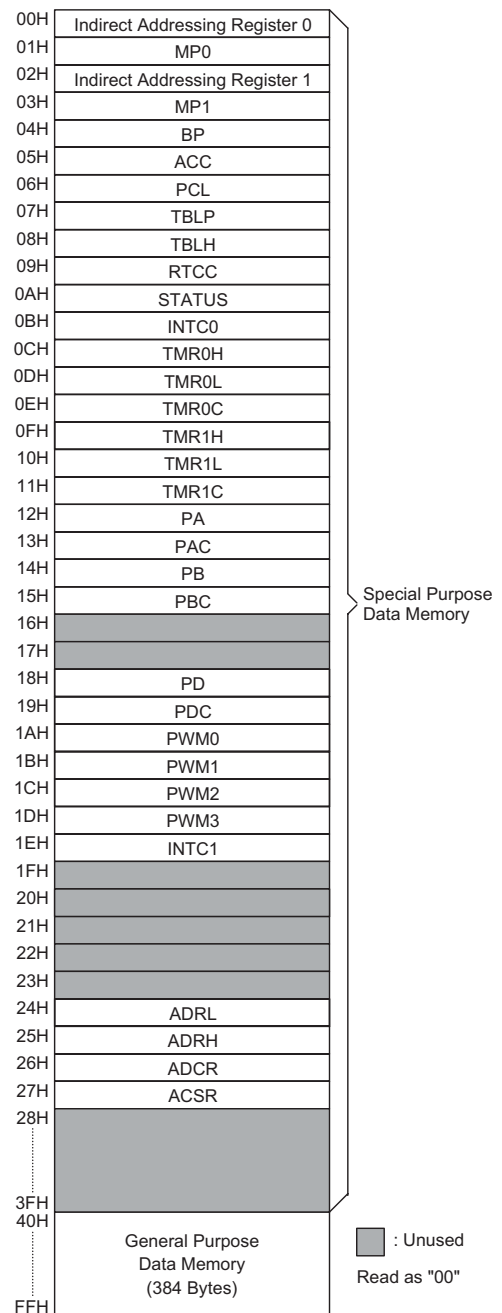 00H Indirect Addressing Register 0
01H MP0
02H Indirect Addressing Register 1
03H MP1
04H BP
05H ACC
06H PCL
07H TBLP
08H TBLH
09H RTCC
0AH STATUS
0BH INTC0
0CH TMR0H
0DH TMR0L
0EH TMR0C
0FH TMR1H
10H TMR1L
11H TMR1C
12H PA
13H PAC
14H PB
15H PBC
16H
17H
18H PD
19H PDC
1AH PWM0
1BH PWM1
1CH PWM2
1DH PWM3
1EH INTC1
1FH
20H
21H
22H
23H
24H ADRL
25H ADRH
26H ADCR
27H ACSR
28H
3FH
40H
General Purpose
Data Memory
(384 Bytes)
FFH
Special Purpose
Data Memory
: Unused
Read as "00"